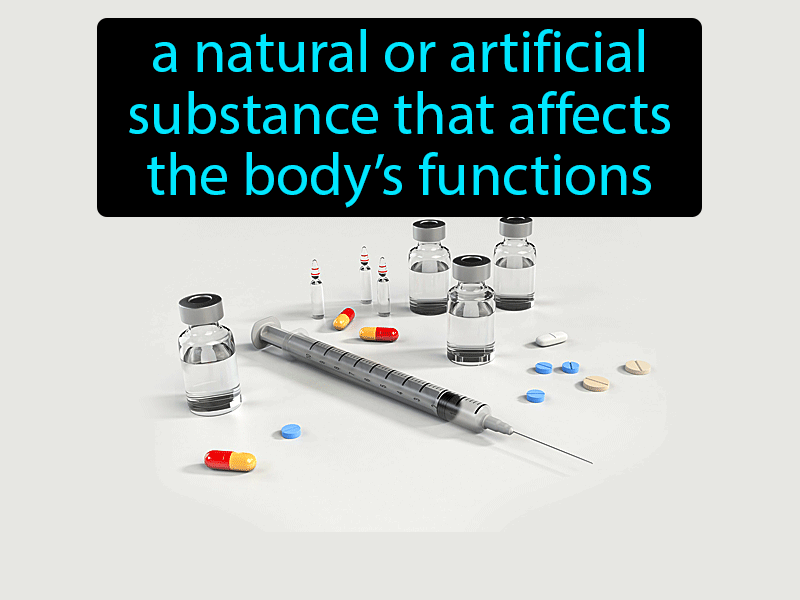 a natural or artificial
substance that affects
the body’s functions